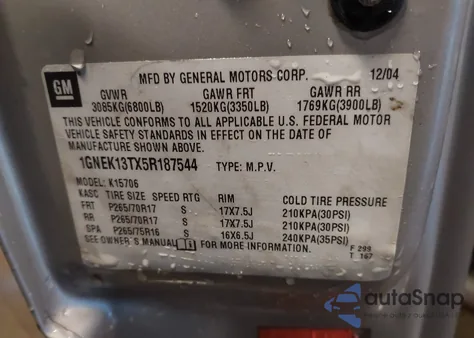 GM
MFD BY GENERAL MOTORS CORP. 12/04
GVWR GAWR FRT GAWR RR
3085KG(6800LB) 1520KG(3350LB) 1769KG(3900LB)
THIS VEHICLE CONFORMS TO ALL APPLICABLE U.S. FEDERAL MOTOR
VEHICLE SAFETY STANDARDS IN EFFECT ON THE DATE OF
MANUFACTURE SHOWN ABOVE.
1GNEK13TX5R187544 TYPE: M.P.V.
MODEL: K15706
KASC TIRE SIZE SPEED RTG RIM COLD TIRE PRESSURE
FRT P265/70R17 S 17X7.5J 210KPA(30PSI)
RR P265/70R17 S 17X7.5J 210KPA(30PSI)
SPA P265/75R16 S 16X6.5J 240KPA(35PSI)
SEE OWNER'S MANUAL FOR MORE INFORMATION.
F 299
T 167
autaSnap